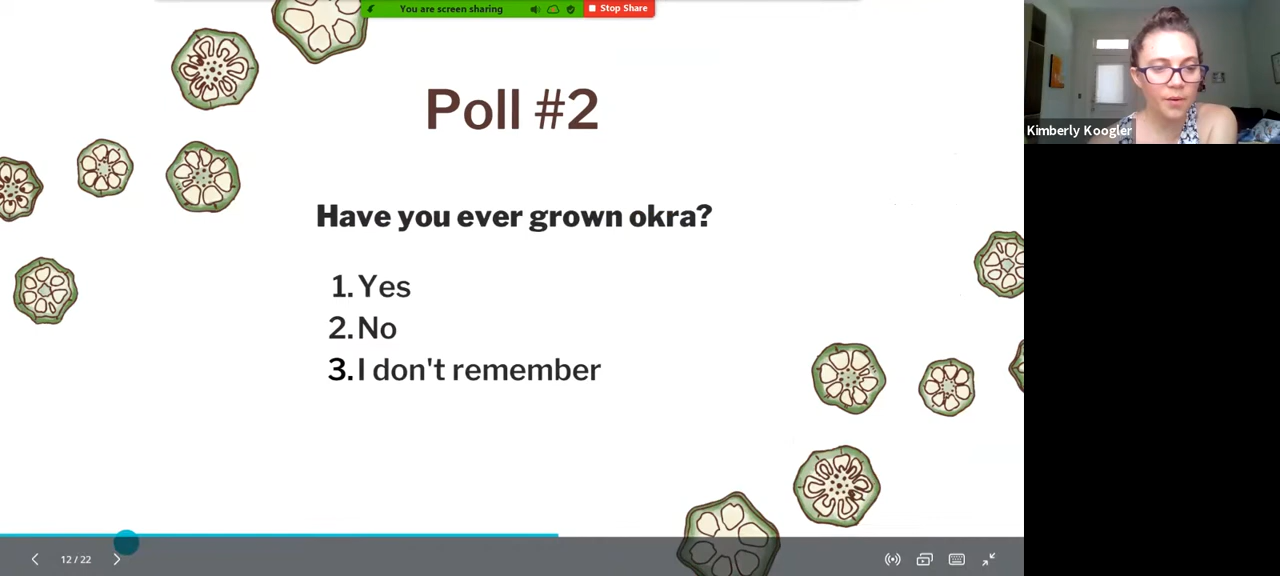 You are screen sharing
Stop Share
Poll #2
Kimberly Koogler
Have you ever grown okra?
1. Yes
2. No
3. I don't remember
12 / 22